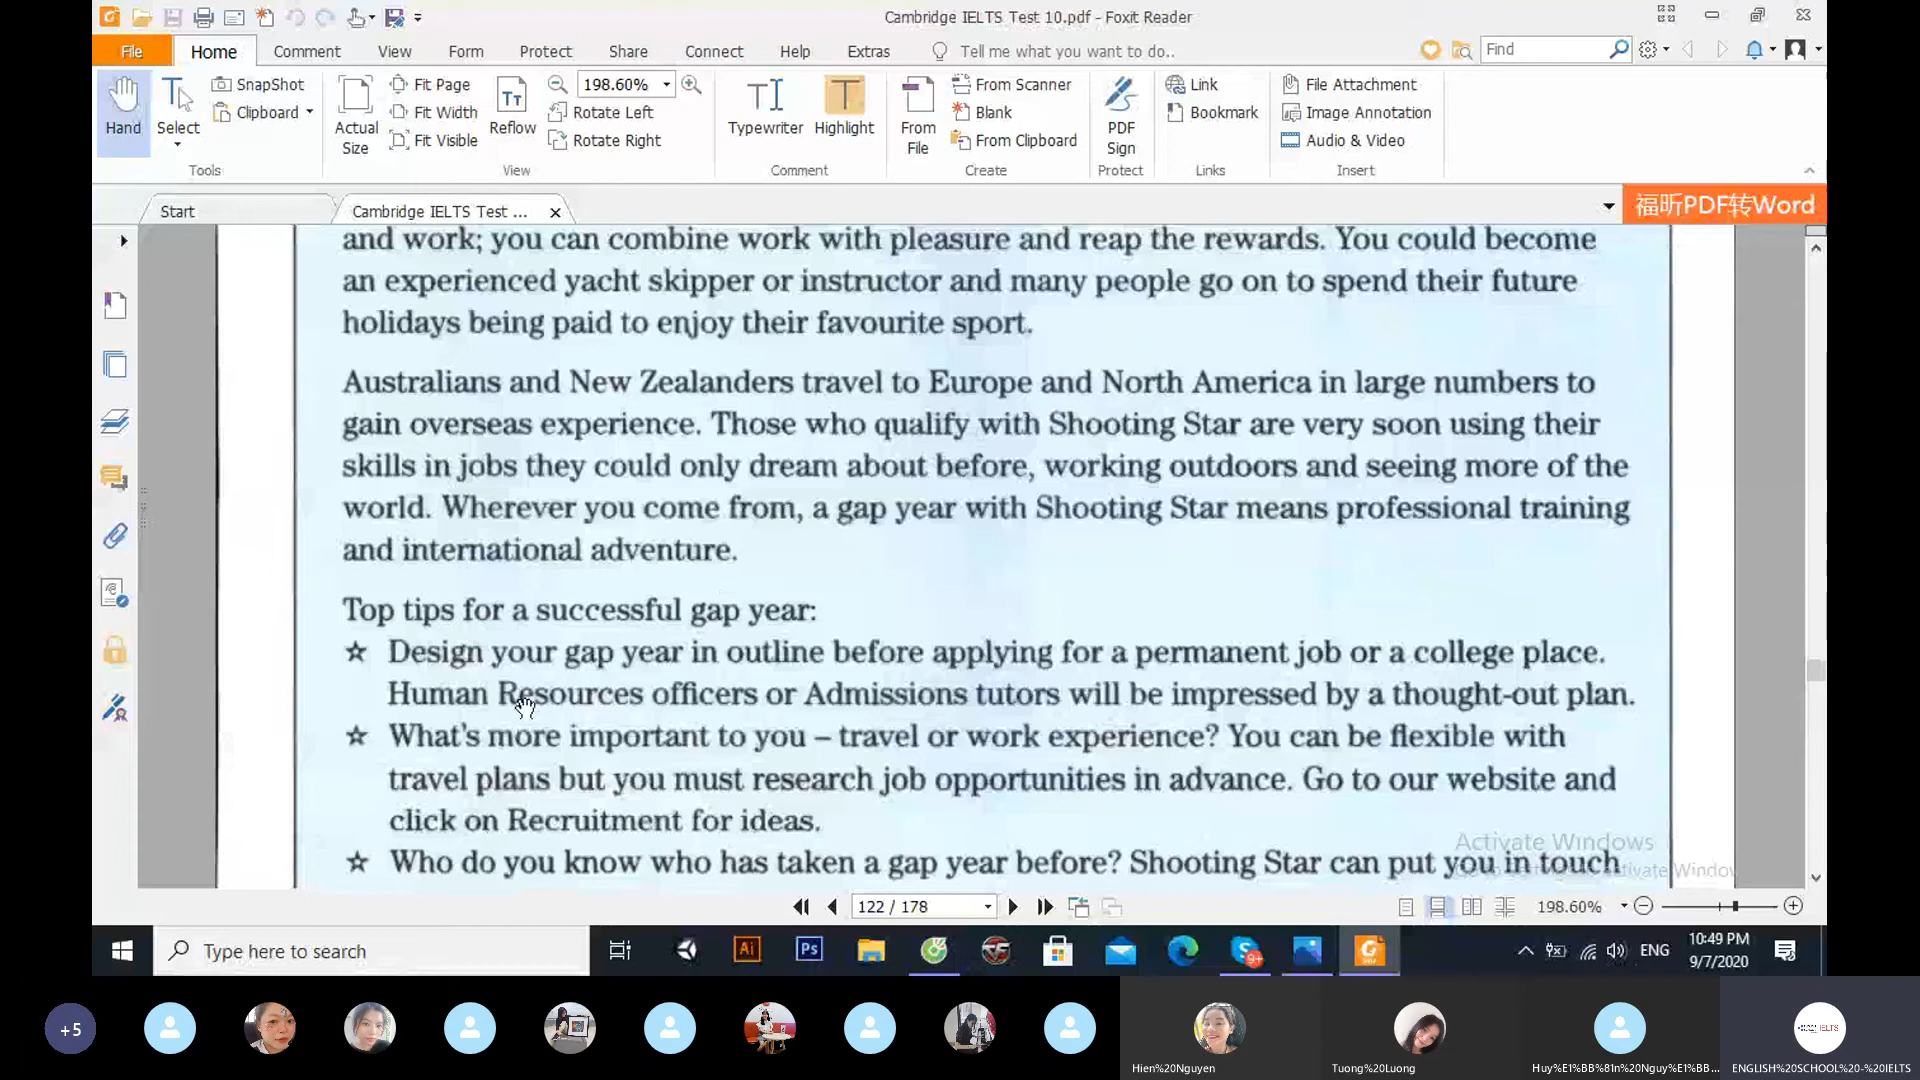 Cambridge IELTS Test 10.pdf - Foxit Reader
File Home Comment View Form Protect Share Connect Help Extras Tell me what you want to do.. Find
Hand
Select
SnapShot
Clipboard
Tools
Actual Size
Fit Page
Fit Width
Fit Visible
Reflow
198.60%
Rotate Left
Rotate Right
View
Typewriter
Highlight
Comment
From File
From Scanner
Blank
From Clipboard
Create
PDF Sign
Protect
Link
Bookmark
Links
File Attachment
Image Annotation
Audio & Video
Insert
Start
Cambridge IELTS Test ...
福昕PDF转Word
and work; you can combine work with pleasure and reap the rewards. You could become
an experienced yacht skipper or instructor and many people go on to spend their future
holidays being paid to enjoy their favourite sport.
Australians and New Zealanders travel to Europe and North America in large numbers to
gain overseas experience. Those who qualify with Shooting Star are very soon using their
skills in jobs they could only dream about before, working outdoors and seeing more of the
world. Wherever you come from, a gap year with Shooting Star means professional training
and international adventure.
Top tips for a successful gap year:
☆ Design your gap year in outline before applying for a permanent job or a college place.
Human Resources officers or Admissions tutors will be impressed by a thought-out plan.
☆ What's more important to you – travel or work experience? You can be flexible with
travel plans but you must research job opportunities in advance. Go to our website and
click on Recruitment for ideas.
☆ Who do you know who has taken a gap year before? Shooting Star can put you in touch
Activate Windows
122 / 178
198.60%
Type here to search
Ai
Ps
9+
ENG
10:49 PM
9/7/2020
+5
Hien%20Nguyen
Tuong%20Luong
Huy%E1%BB%81n%20Nguy%E1%BB...
ENGLISH%20SCHOOL%20-%20IELTS